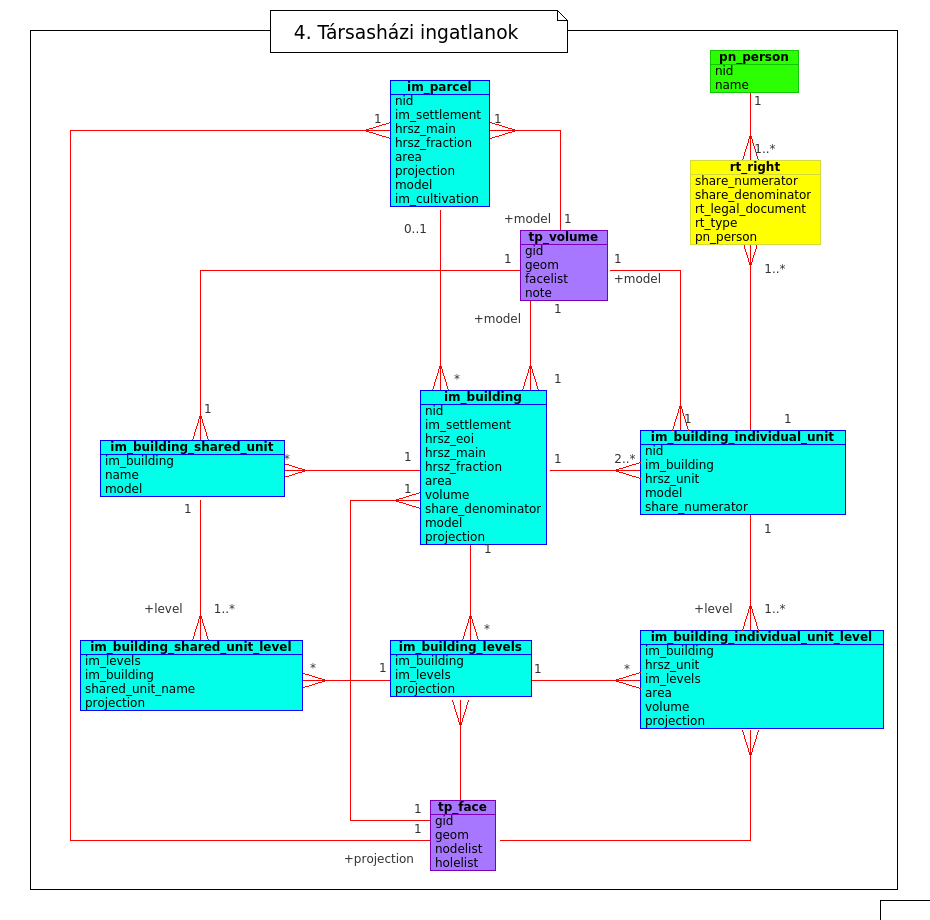 4. Társasházi ingatlanok
pn_person
nid
name
1
1..*
im_parcel
nid
im_settlement
hrsz_main
hrsz_fraction
area
projection
model
im_cultivation
1
1
0..1
rt_right
share_numerator
share_denominator
rt_legal_document
rt_type
pn_person
1..*
+model
1
tp_volume
gid
geom
facelist
note
1
1
+model
+model
1
1
*
1
1
1
im_building
nid
im_settlement
hrsz_eoi
hrsz_main
hrsz_fraction
area
volume
share_denominator
model
projection
im_building_shared_unit
im_building
name
model
*
1
1
1
2..*
im_building_individual_unit
nid
im_building
hrsz_unit
model
share_numerator
1
1
1
+level
1..*
*
+level
1..*
im_building_shared_unit_level
im_levels
im_building
shared_unit_name
projection
*
1
im_building_levels
im_building
im_levels
projection
1
*
im_building_individual_unit_level
im_building
hrsz_unit
im_levels
area
volume
projection
1
1
+projection
tp_face
gid
geom
nodelist
holelist